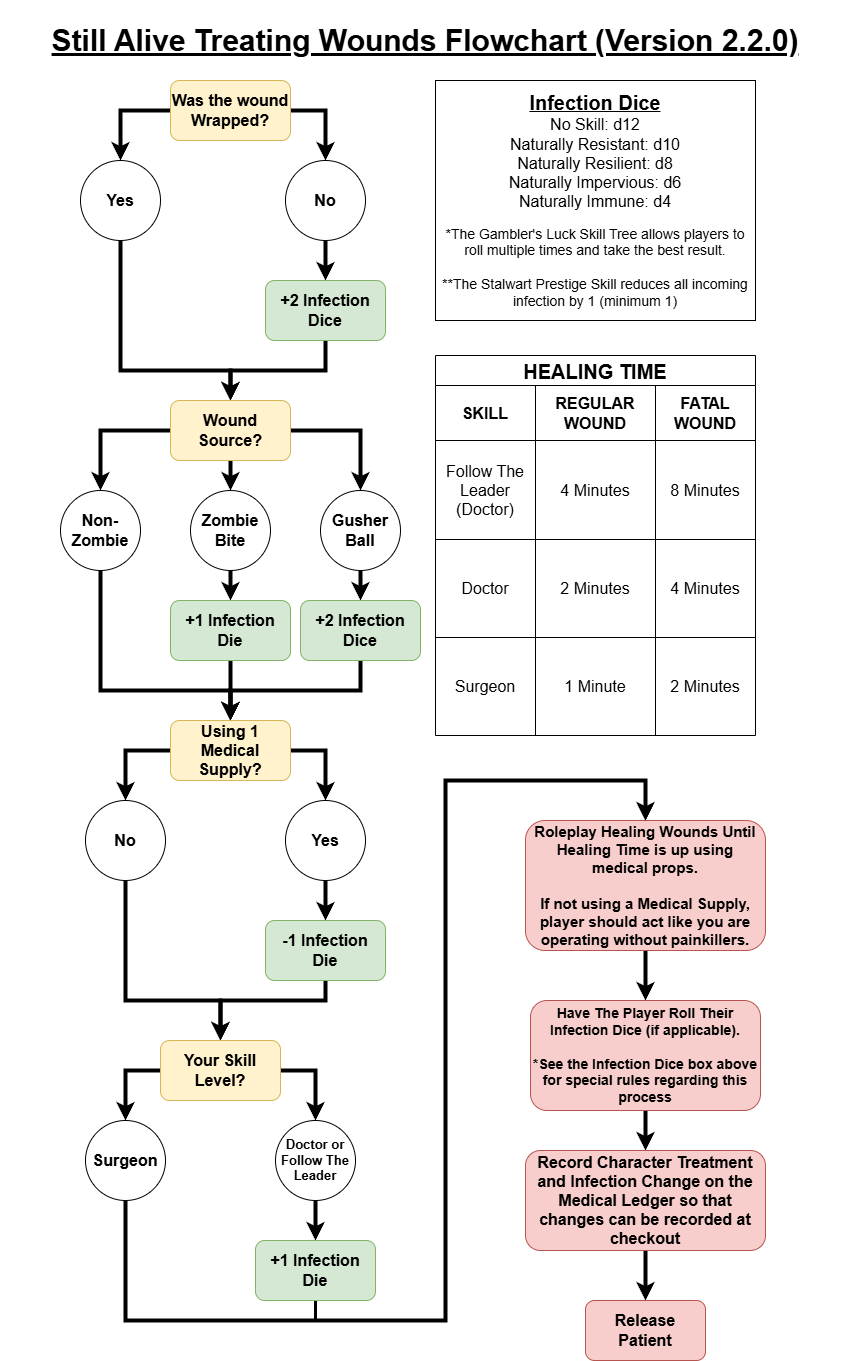 Still Alive Treating Wounds Flowchart (Version 2.2.0)
Was the wound
Wrapped?
Yes
No
+2 Infection
Dice
Wound
Source?
Non-
Zombie
Zombie
Bite
Gusher
Ball
+1 Infection
Die
+2 Infection
Dice
Using 1
Medical
Supply?
No
Yes
-1 Infection
Die
Your Skill
Level?
Surgeon
Doctor or
Follow The
Leader
+1 Infection
Die
Infection Dice
No Skill: d12
Naturally Resistant: d10
Naturally Resilient: d8
Naturally Impervious: d6
Naturally Immune: d4
*The Gambler's Luck Skill Tree allows players to
roll multiple times and take the best result.
**The Stalwart Prestige Skill reduces all incoming
infection by 1 (minimum 1)
HEALING TIME
SKILL
REGULAR
WOUND
FATAL
WOUND
Follow The
Leader
(Doctor)
4 Minutes
8 Minutes
Doctor
2 Minutes
4 Minutes
Surgeon
1 Minute
2 Minutes
Roleplay Healing Wounds Until
Healing Time is up using
medical props.
If not using a Medical Supply,
player should act like you are
operating without painkillers.
Have The Player Roll Their
Infection Dice (if applicable).
*See the Infection Dice box above
for special rules regarding this
process
Record Character Treatment
and Infection Change on the
Medical Ledger so that
changes can be recorded at
checkout
Release
Patient